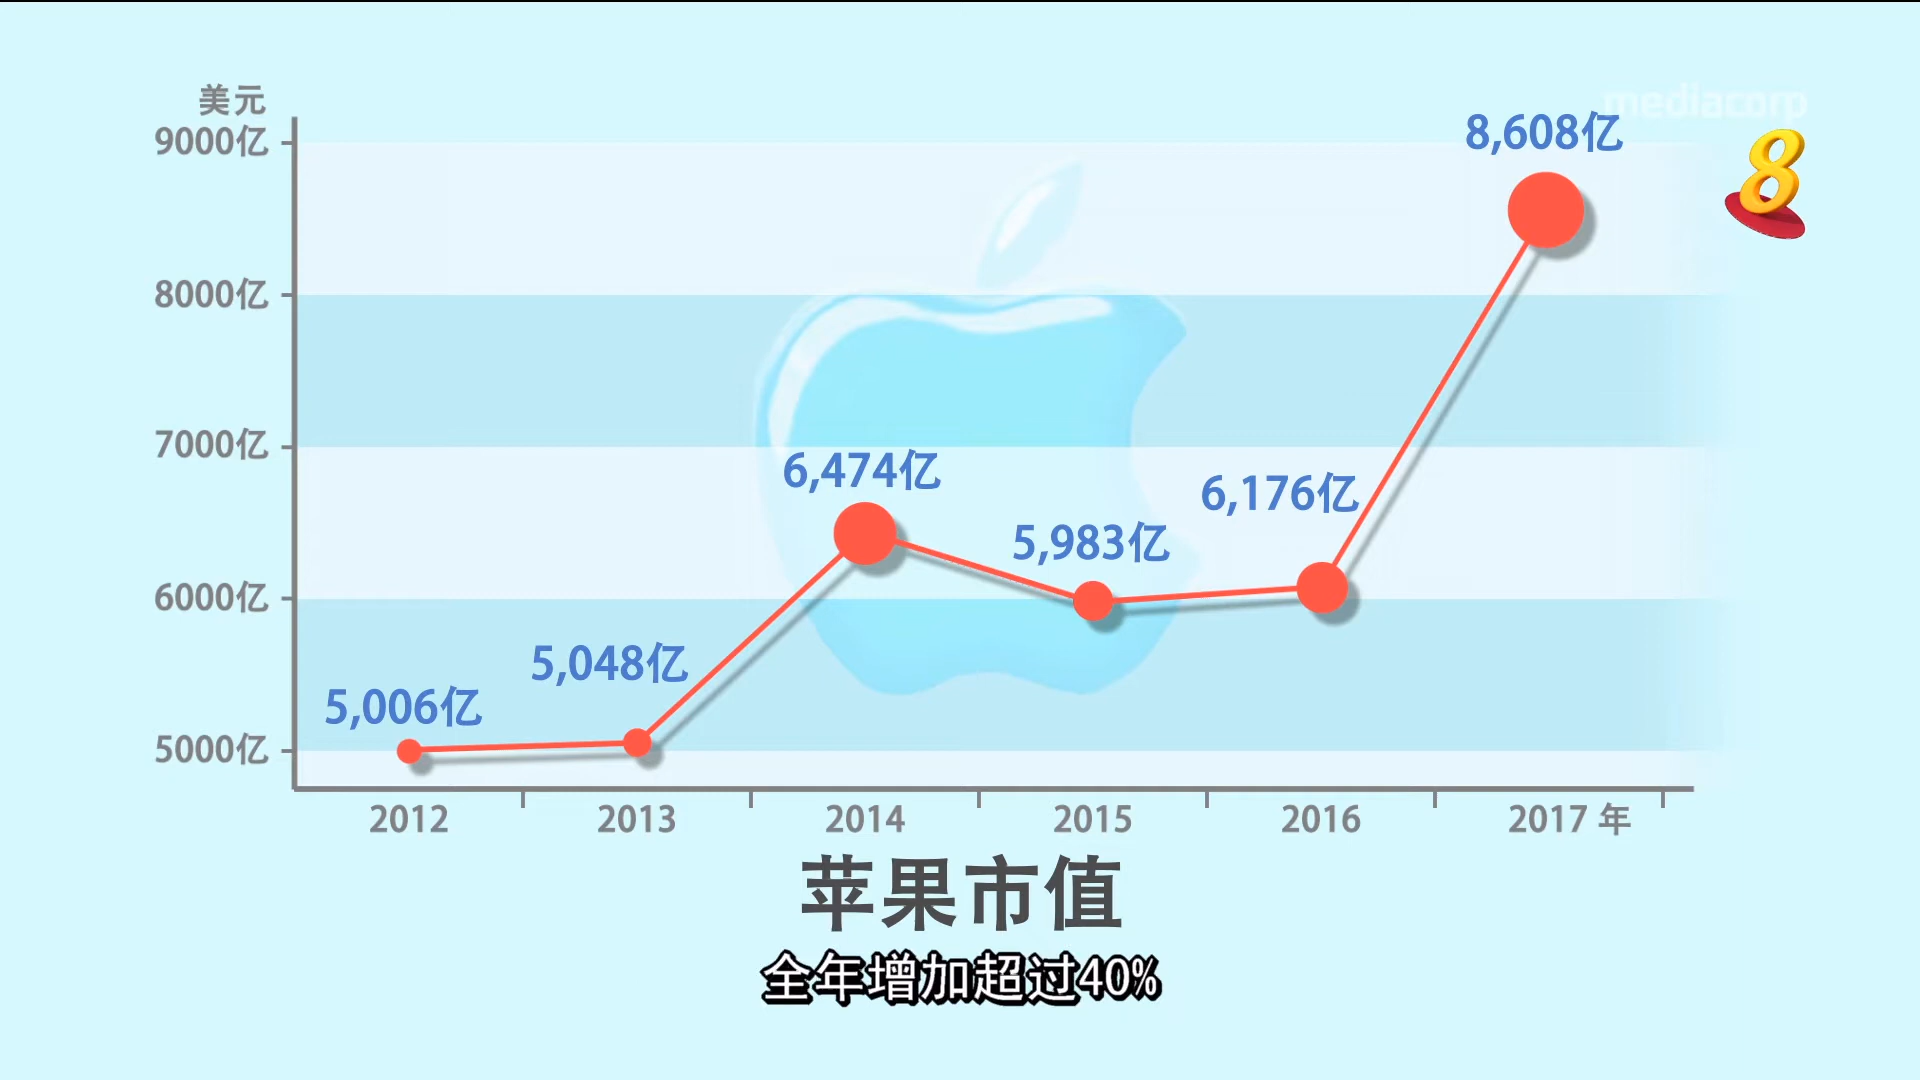 美元
mediacorp
9000亿
8,608亿
8
8000亿
7000亿
6,474亿
6,176亿
5,983亿
6000亿
5,048亿
5,006亿
5000亿
2012 2013 2014 2015 2016 2017 年
苹果市值
全年增加超过40%